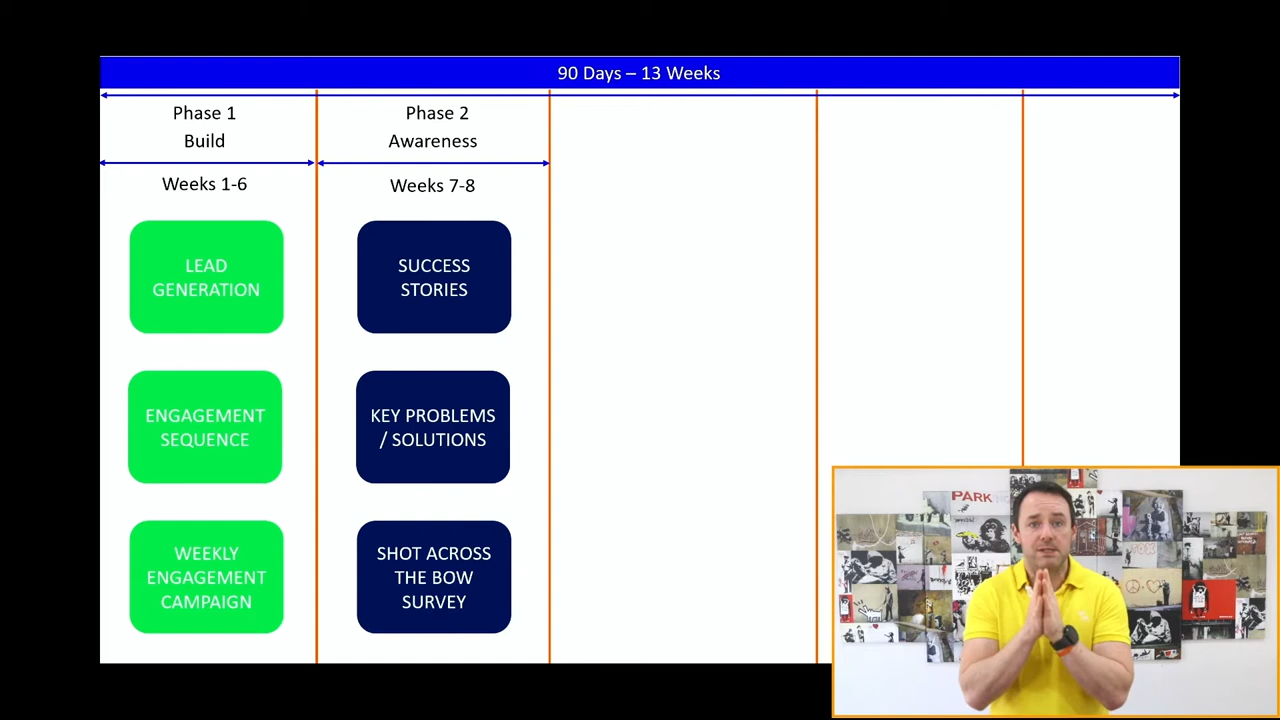 90 Days – 13 Weeks
Phase 1
Build
Weeks 1-6
LEAD
GENERATION
ENGAGEMENT
SEQUENCE
WEEKLY
ENGAGEMENT
CAMPAIGN
Phase 2
Awareness
Weeks 7-8
SUCCESS
STORIES
KEY PROBLEMS
/ SOLUTIONS
SHOT ACROSS
THE BOW
SURVEY
PARK